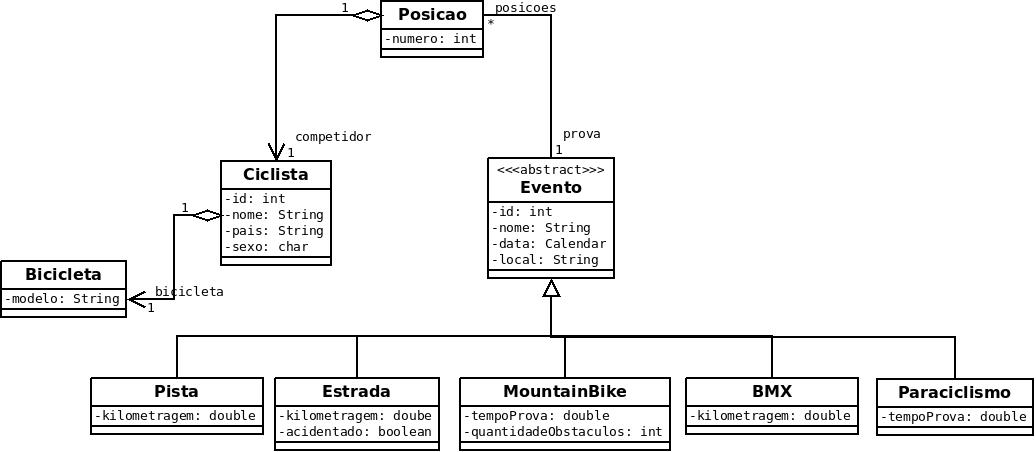 Posicao
-numero: int
1
posicoes
*
competidor
1
prova
1
Ciclista
-id: int
-nome: String
-pais: String
-sexo: char
1
<<<abstract>>>
Evento
-id: int
-nome: String
-data: Calendar
-local: String
Bicicleta
-modelo: String
bicicleta
1
Pista
-kilometragem: double
Estrada
-kilometragem: doube
-acidentado: boolean
MountainBike
-tempoProva: double
-quantidadeObstaculos: int
BMX
-kilometragem: double
Paraciclismo
-tempoProva: double